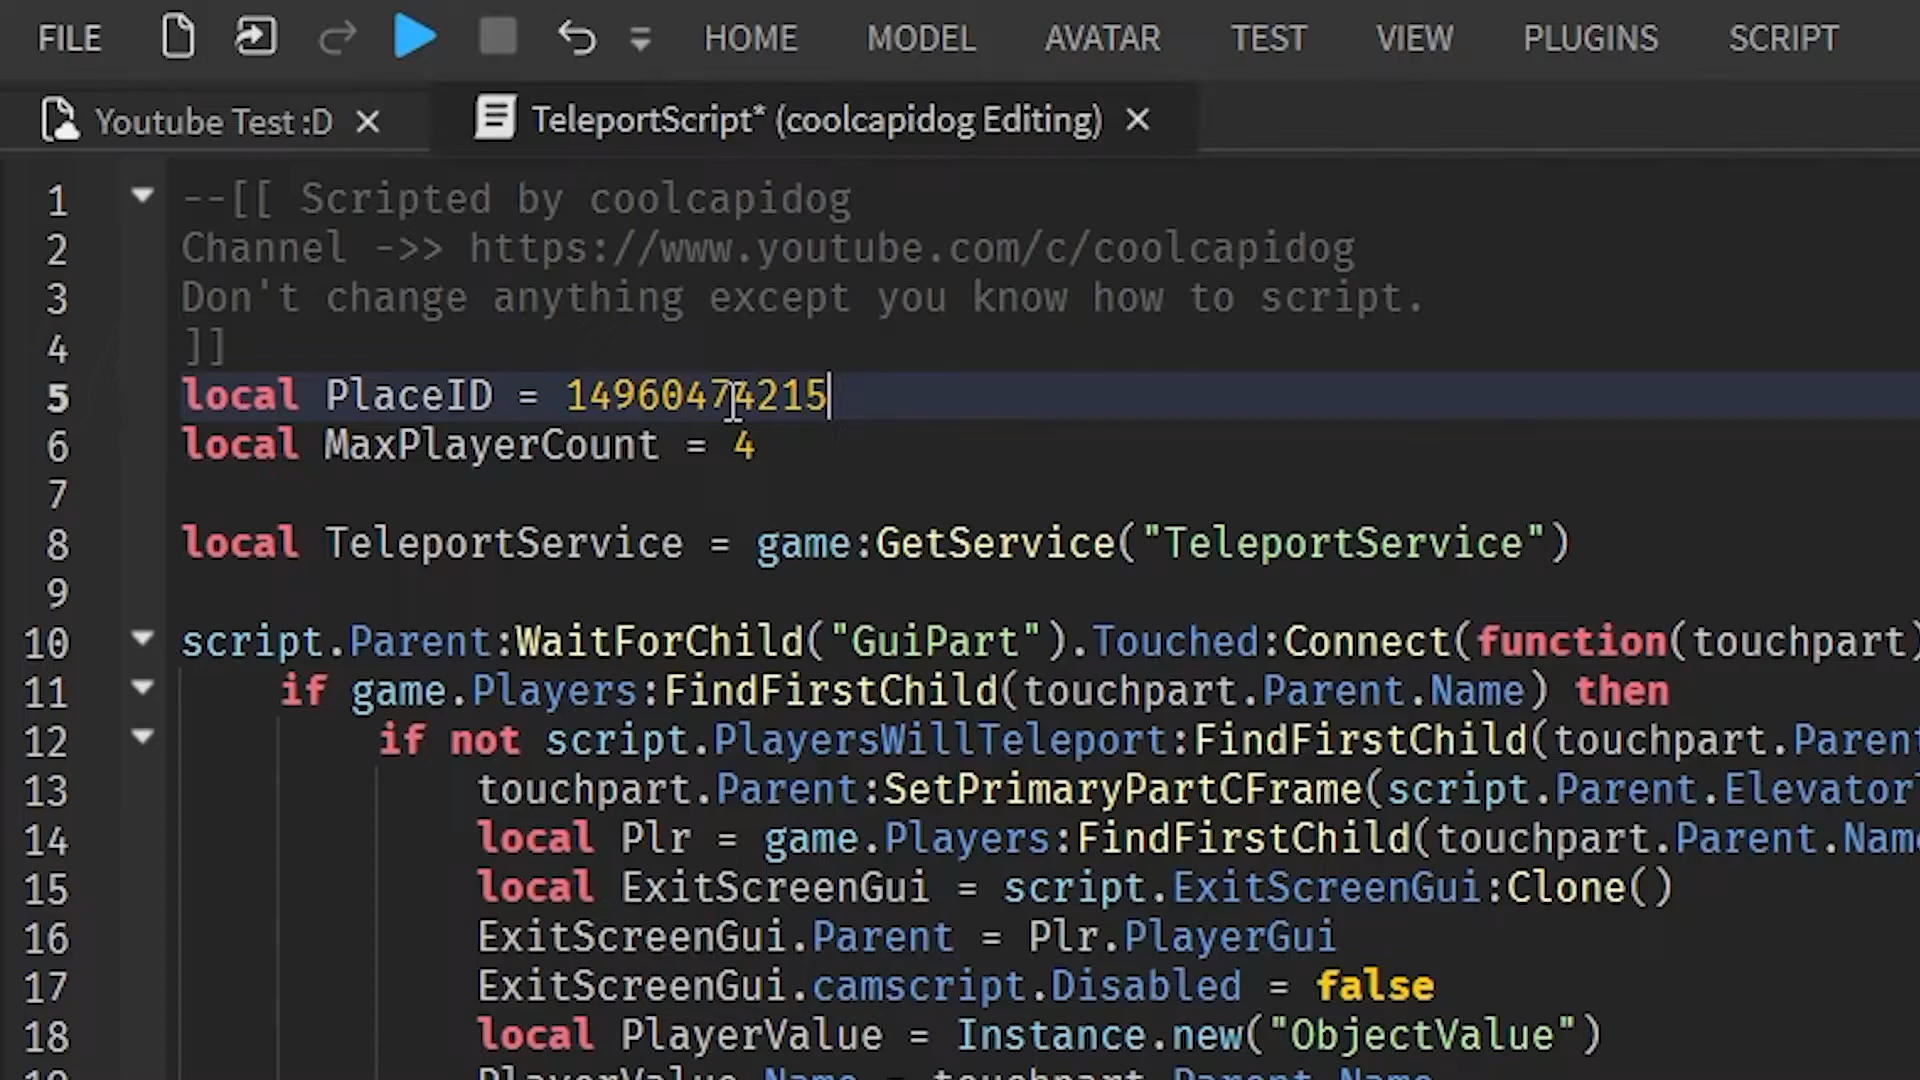 FILE HOME MODEL AVATAR TEST VIEW PLUGINS SCRIPT
Youtube Test :D × TeleportScript* (coolcapidog Editing) ×
1 --[[ Scripted by coolcapidog
2 Channel ->> https://www.youtube.com/c/coolcapidog
3 Don't change anything except you know how to script.
4 ]]
5 local PlaceID = 14960474215
6 local MaxPlayerCount = 4
7
8 local TeleportService = game:GetService("TeleportService")
9
10 script.Parent:WaitForChild("GuiPart").Touched:Connect(function(touchpart)
11 if game.Players:FindFirstChild(touchpart.Parent.Name) then
12 if not script.PlayersWillTeleport:FindFirstChild(touchpart.Parent
13 touchpart.Parent:SetPrimaryPartCFrame(script.Parent.Elevator
14 local Plr = game.Players:FindFirstChild(touchpart.Parent.Name
15 local ExitScreenGui = script.ExitScreenGui:Clone()
16 ExitScreenGui.Parent = Plr.PlayerGui
17 ExitScreenGui.camscript.Disabled = false
18 local PlayerValue = Instance.new("ObjectValue")
19 PlayerValue.Name = touchpart.Parent.Name